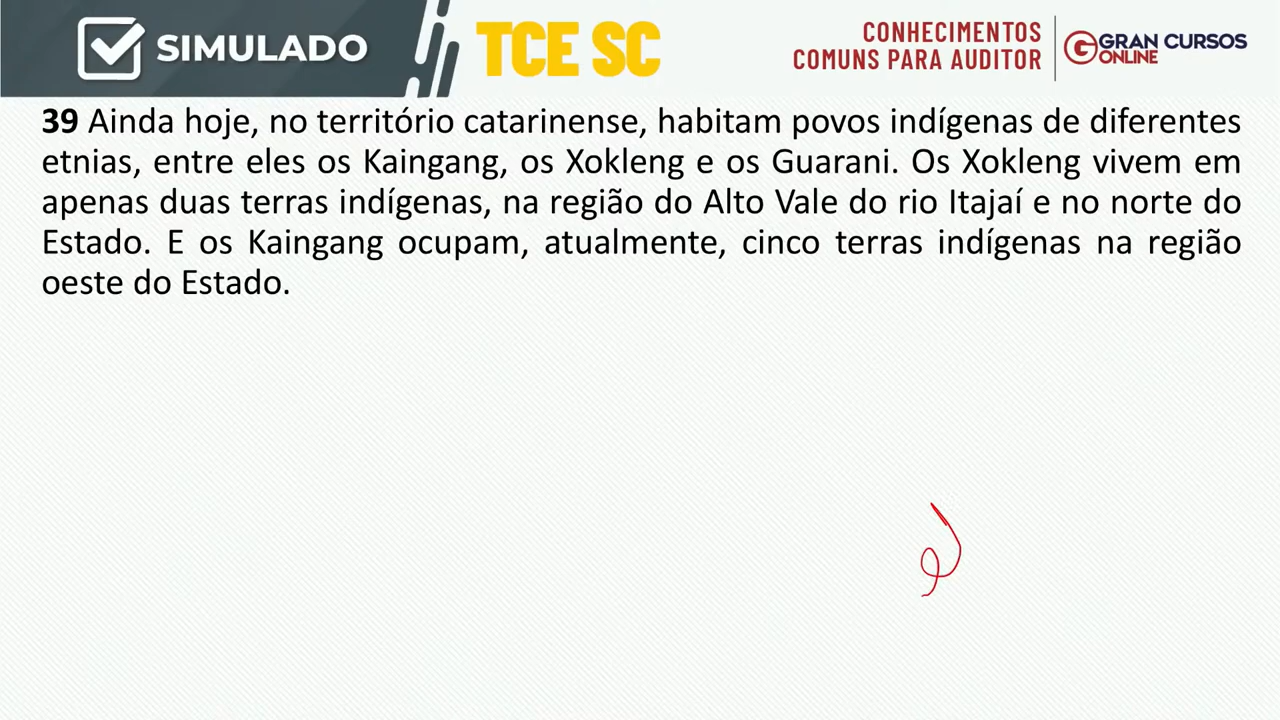 SIMULADO
TCE SC
CONHECIMENTOS
COMUNS PARA AUDITOR
GRAN CURSOS
ONLINE
39 Ainda hoje, no território catarinense, habitam povos indígenas de diferentes
etnias, entre eles os Kaingang, os Xokleng e os Guarani. Os Xokleng vivem em
apenas duas terras indígenas, na região do Alto Vale do rio Itajaí e no norte do
Estado. E os Kaingang ocupam, atualmente, cinco terras indígenas na região
oeste do Estado.